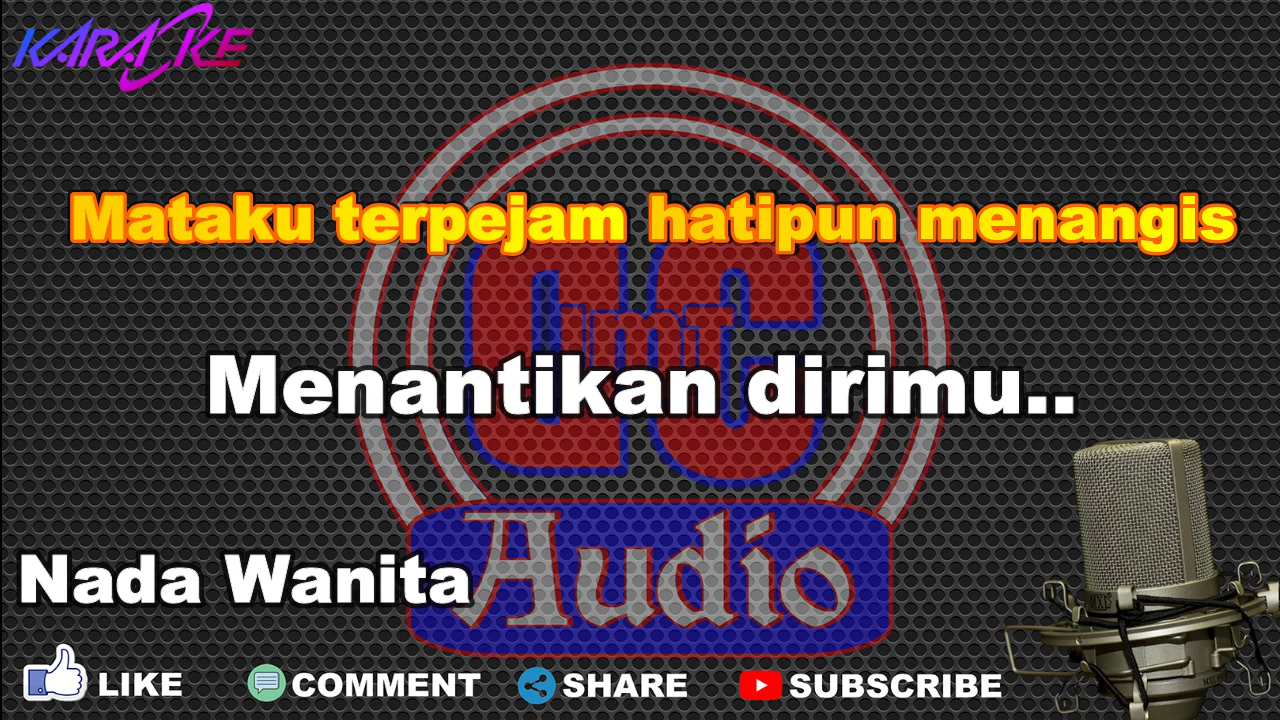 KARAOKE
Mataku terpejam hatipun menangis
Menantikan dirimu..
Audio
Nada Wanita
LIKE COMMENT SHARE SUBSCRIBE